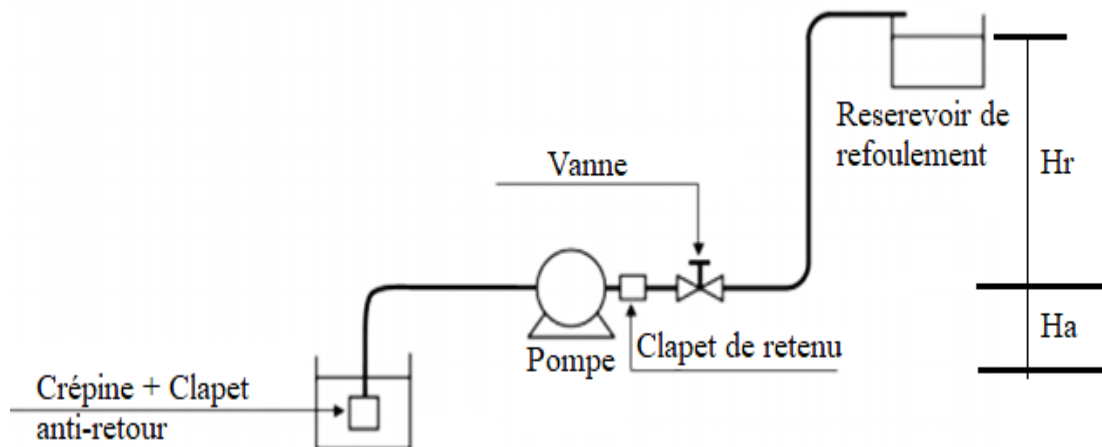 Reserevoir de
refoulement
Hr
Vanne
Ha
Clapet de retenu
Pompe
Crépine + Clapet
anti-retour